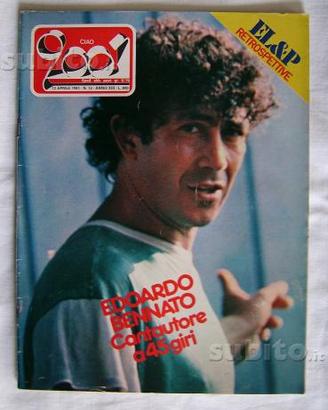 CIAO
2001
EL&P
RETROSPETTIVE
EDOARDO
BENNATO
Cantautore
a 45 giri
subito.it